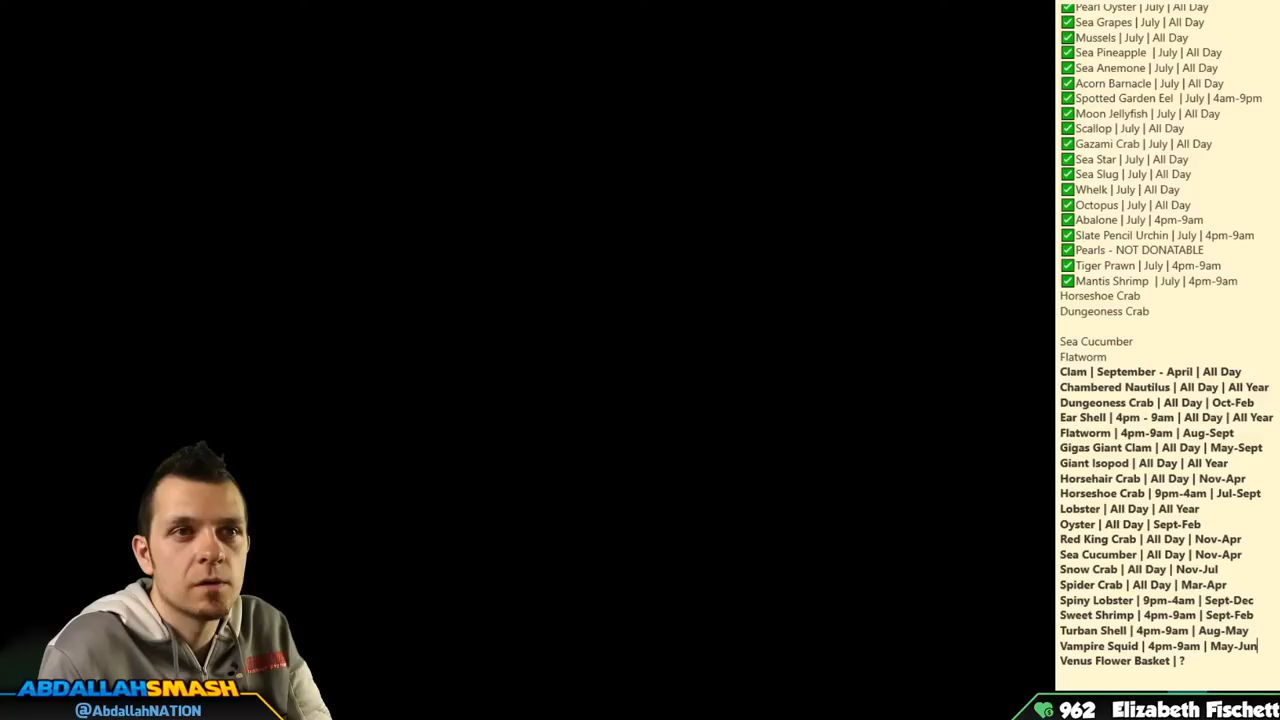 Pearl Oyster | July | All Day
✅Sea Grapes | July | All Day
✅Mussels | July | All Day
✅Sea Pineapple | July | All Day
✅Sea Anemone | July | All Day
✅Acorn Barnacle | July | All Day
✅Spotted Garden Eel | July | 4am-9pm
✅Moon Jellyfish | July | All Day
✅Scallop | July | All Day
✅Gazami Crab | July | All Day
✅Sea Star | July | All Day
✅Sea Slug | July | All Day
✅Whelk | July | All Day
✅Octopus | July | All Day
✅Abalone | July | 4pm-9am
✅Slate Pencil Urchin | July | 4pm-9am
✅Pearls - NOT DONATABLE
✅Tiger Prawn | July | 4pm-9am
✅Mantis Shrimp | July | 4pm-9am
Horseshoe Crab
Dungeoness Crab
Sea Cucumber
Flatworm
Clam | September - April | All Day
Chambered Nautilus | All Day | All Year
Dungeoness Crab | All Day | Oct-Feb
Ear Shell | 4pm - 9am | All Day | All Year
Flatworm | 4pm-9am | Aug-Sept
Gigas Giant Clam | All Day | May-Sept
Giant Isopod | All Day | All Year
Horsehair Crab | All Day | Nov-Apr
Horseshoe Crab | 9pm-4am | Jul-Sept
Lobster | All Day | All Year
Oyster | All Day | Sept-Feb
Red King Crab | All Day | Nov-Apr
Sea Cucumber | All Day | Nov-Apr
Snow Crab | All Day | Nov-Jul
Spider Crab | All Day | Mar-Apr
Spiny Lobster | 9pm-4am | Sept-Dec
Sweet Shrimp | 4pm-9am | Sept-Feb
Turban Shell | 4pm-9am | Aug-May
Vampire Squid | 4pm-9am | May-Jun
Venus Flower Basket | ?
ABDALLAHSMASH
@AbdallahNATION
962 Elizabeth Fischett